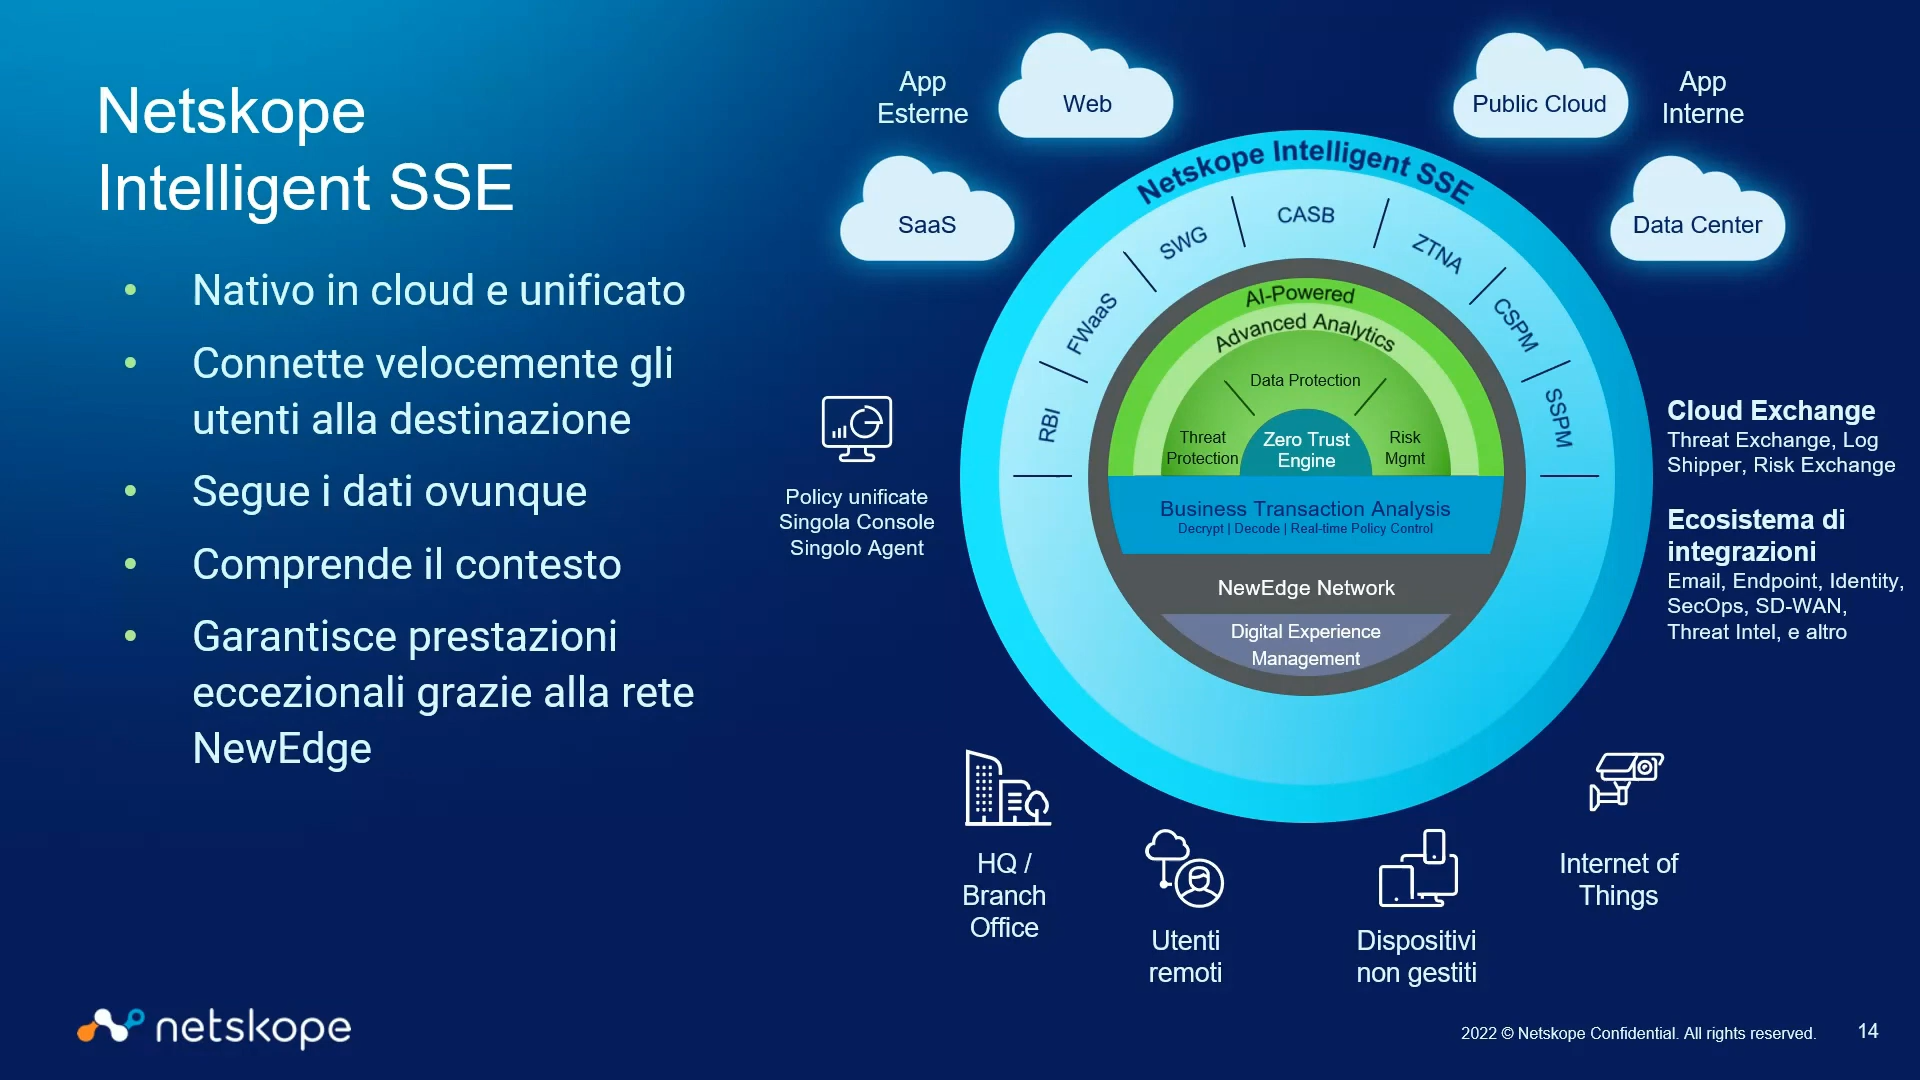 Netskope
Intelligent SSE
• Nativo in cloud e unificato
• Connette velocemente gli
utenti alla destinazione
• Segue i dati ovunque
• Comprende il contesto
• Garantisce prestazioni
eccezionali grazie alla rete
NewEdge
App
Esterne
Web
SaaS
Public Cloud
App
Interne
Data Center
Netskope Intelligent SSE
RBI
FWaaS
SWG
CASB
ZTNA
CSPM
SSPM
AI-Powered
Advanced Analytics
Data Protection
Threat
Protection
Zero Trust
Engine
Risk
Mgmt
Business Transaction Analysis
Decrypt | Decode | Real-time Policy Control
NewEdge Network
Digital Experience
Management
Policy unificate
Singola Console
Singolo Agent
Cloud Exchange
Threat Exchange, Log
Shipper, Risk Exchange
Ecosistema di
integrazioni
Email, Endpoint, Identity,
SecOps, SD-WAN,
Threat Intel, e altro
HQ /
Branch
Office
Utenti
remoti
Dispositivi
non gestiti
Internet of
Things
netskope
2022 © Netskope Confidential. All rights reserved.
14